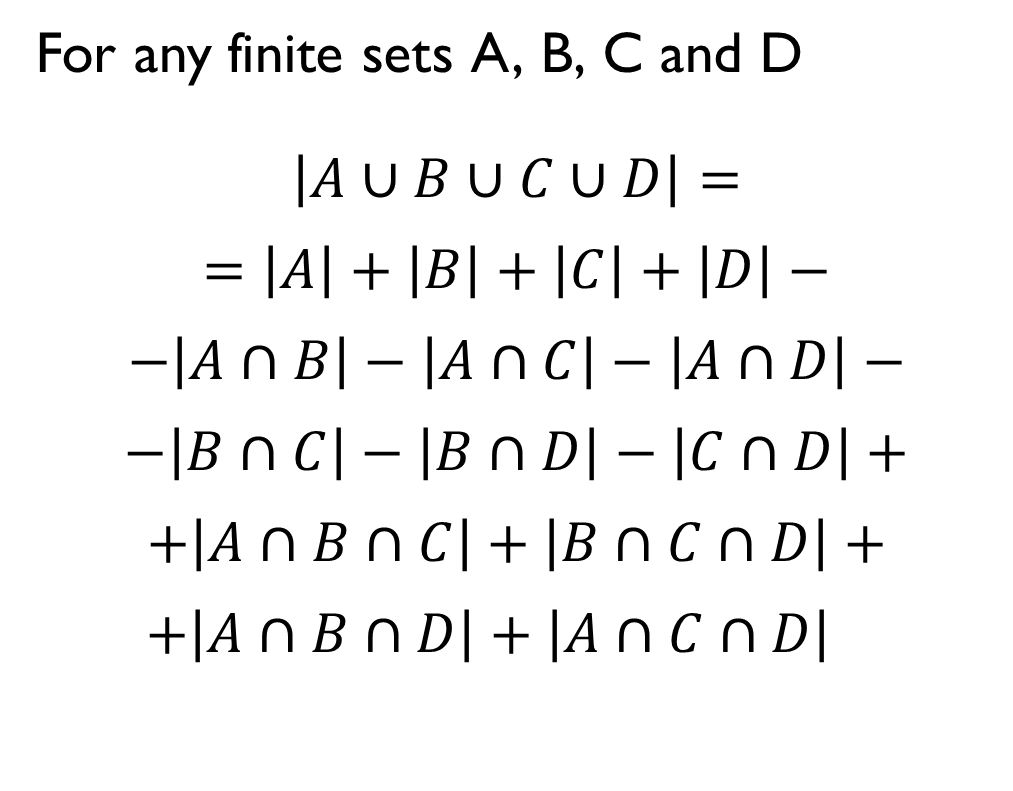 For any finite sets A, B, C and D
|A ∪ B ∪ C ∪ D| =
= |A| + |B| + |C| + |D| −
−|A ∩ B| − |A ∩ C| − |A ∩ D| −
−|B ∩ C| − |B ∩ D| − |C ∩ D| +
+|A ∩ B ∩ C| + |B ∩ C ∩ D| +
+|A ∩ B ∩ D| + |A ∩ C ∩ D|